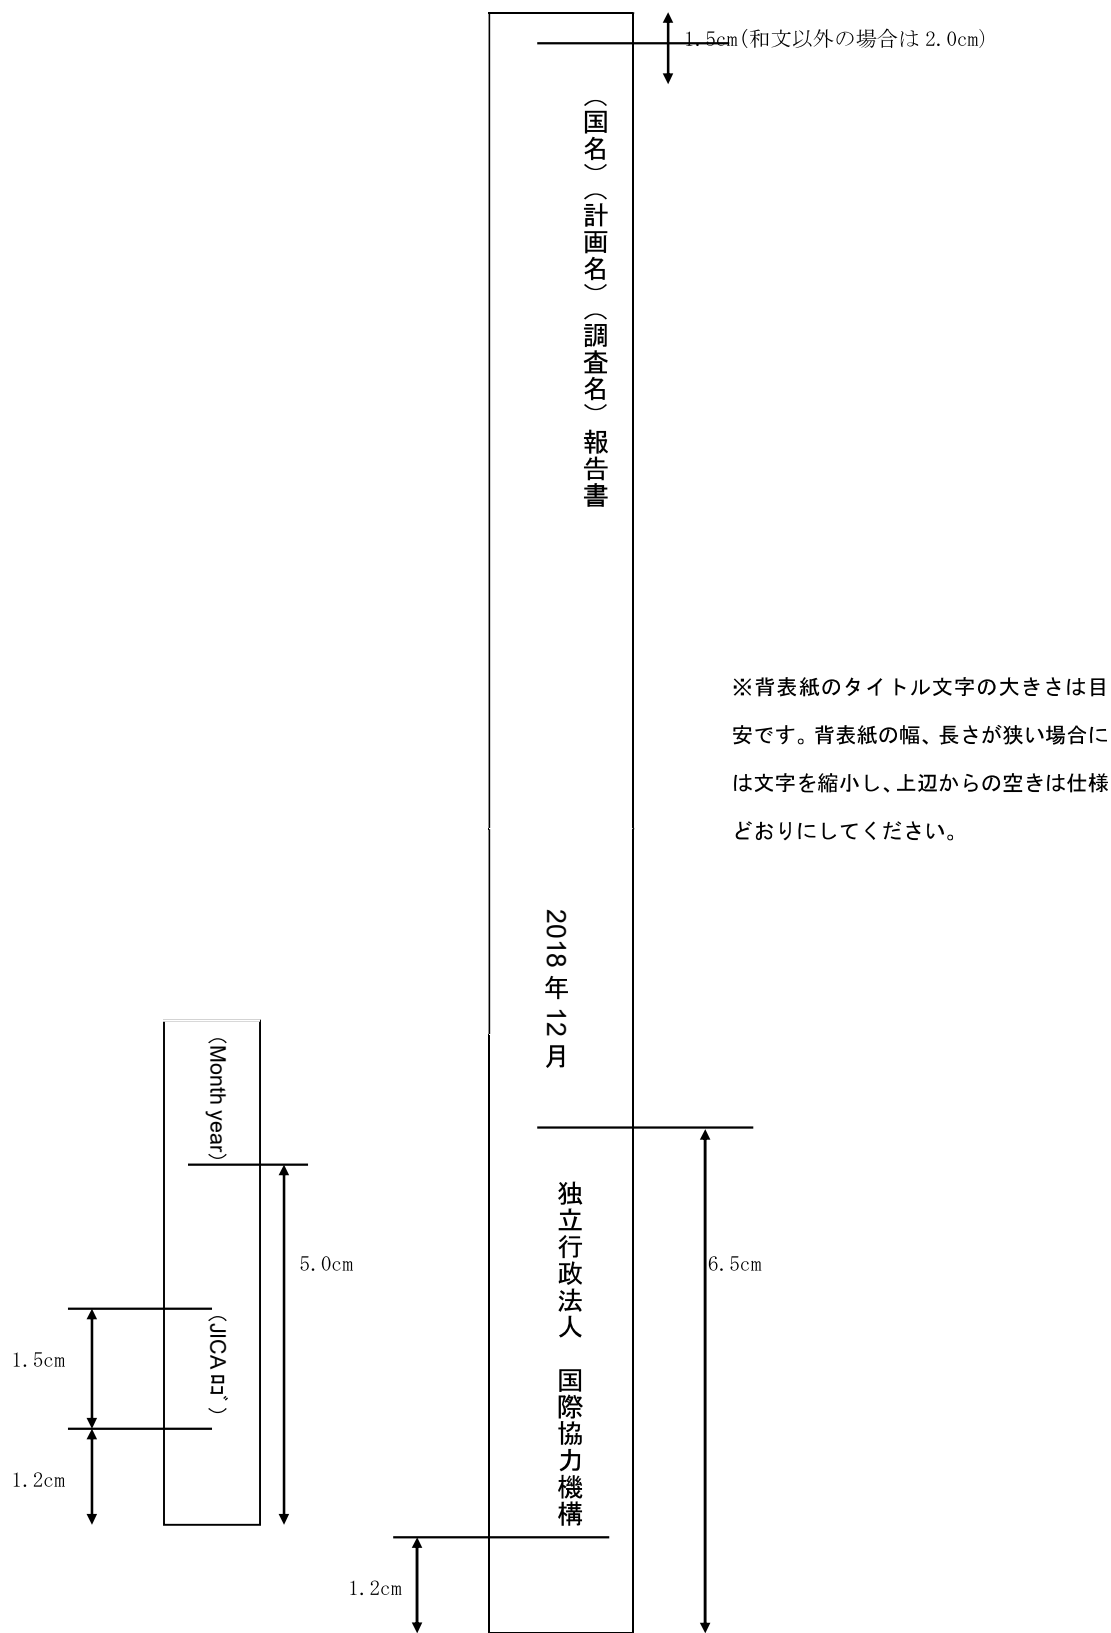 1.5cm(和文以外の場合は2.0cm)
（国名）（計画名）（調査名）報告書
※背表紙のタイトル文字の大きさは目
安です。背表紙の幅、長さが狭い場合に
は文字を縮小し、上辺からの空きは仕様
どおりにしてください。
2018年12月
独立行政法人　国際協力機構
6.5cm
1.2cm
（Month year）
5.0cm
（JICAﾛｺﾞ）
1.5cm
1.2cm